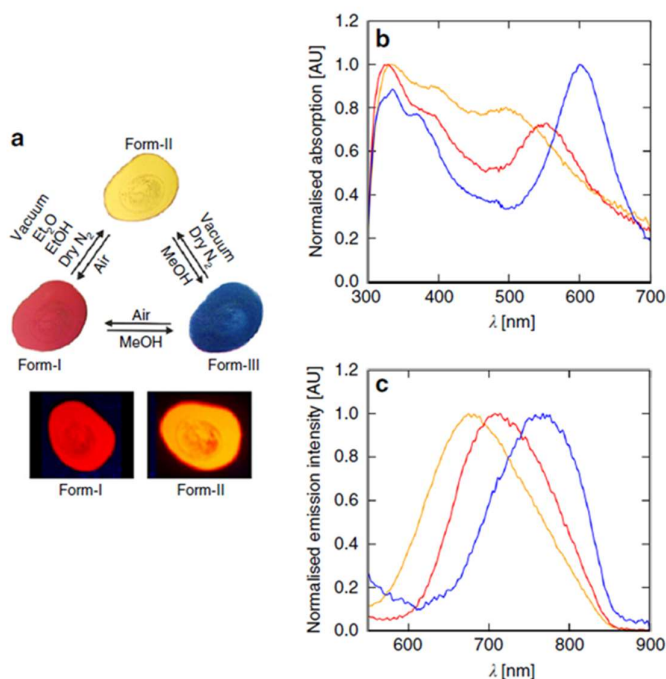 a
Form-II
Vacuum
Et2O
EtOH
Dry N2
Air
Vacuum
Dry N2
MeOH
Air
MeOH
Form-I
Form-III
Form-I
Form-II
b
Normalised absorption [AU]
1.2
1.0
0.8
0.6
0.4
0.2
0.0
300 400 500 600 700
λ [nm]
c
Normalised emission intensity [AU]
1.2
1.0
0.8
0.6
0.4
0.2
0.0
600 700 800 900
λ [nm]